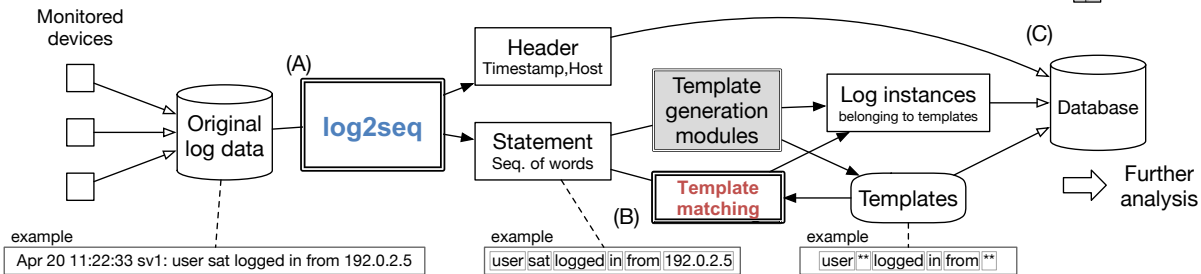 Monitored
devices
Original
log data
(A)
log2seq
Header
Timestamp,Host
Statement
Seq. of words
Template
generation
modules
(B)
Template
matching
Log instances
belonging to templates
Templates
(C)
Database
Further
analysis
example
Apr 20 11:22:33 sv1: user sat logged in from 192.0.2.5
example
user sat logged in from 192.0.2.5
example
user ** logged in from **